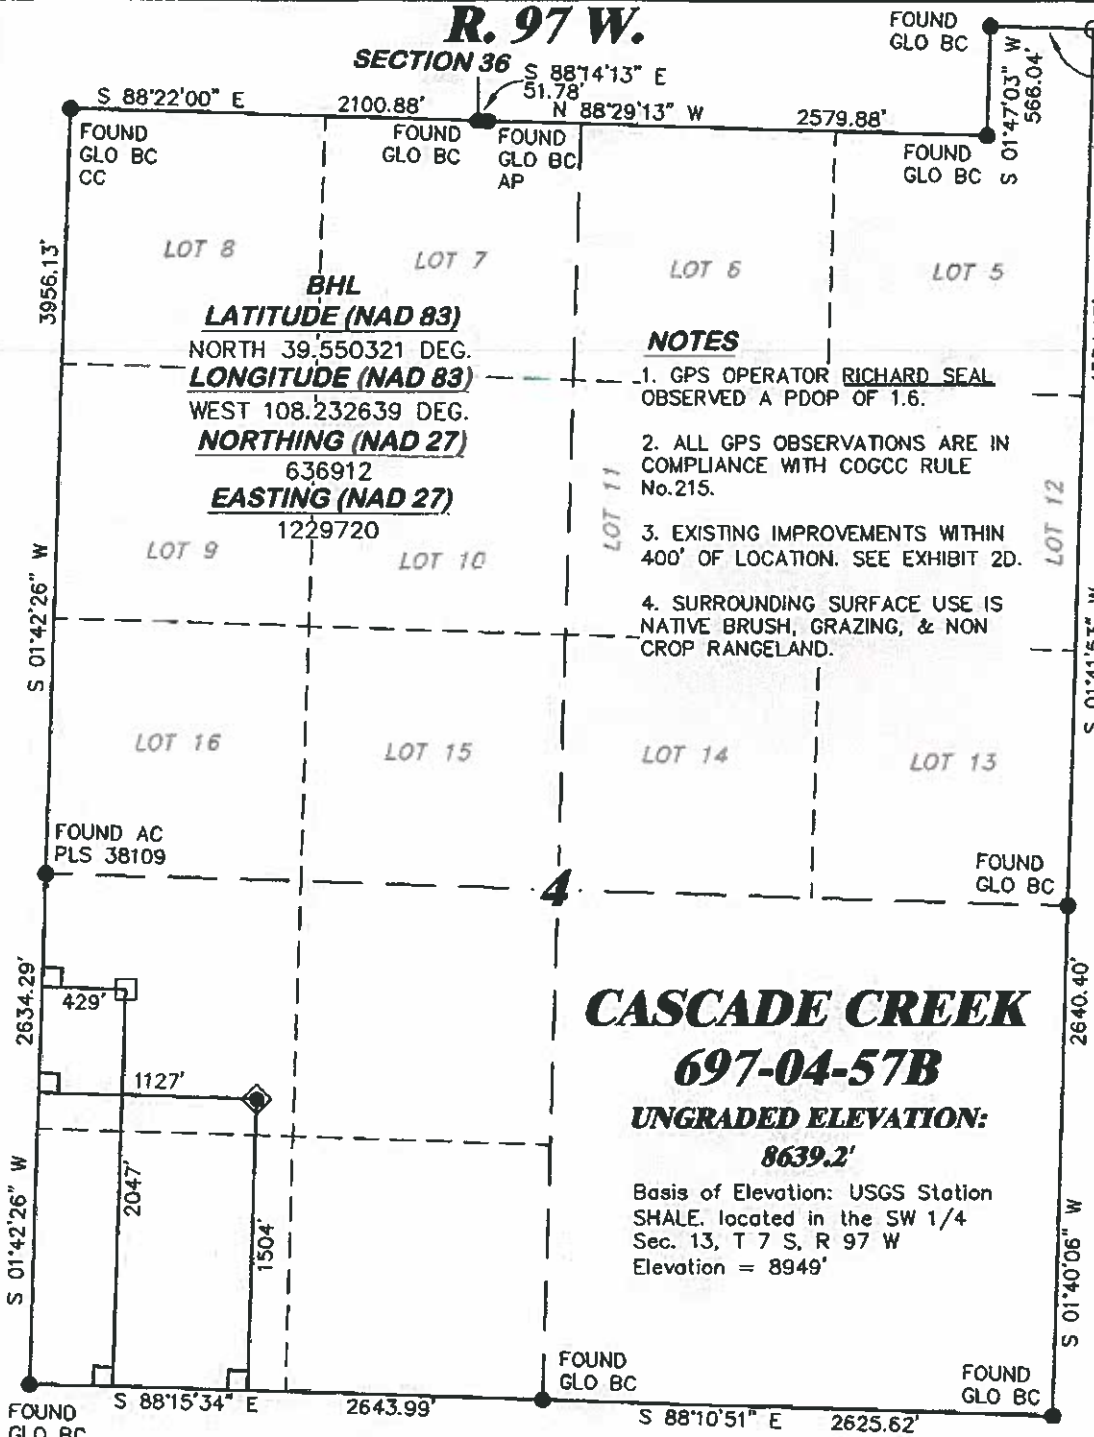 R. 97 W.
SECTION 36
S 88°14'13" E
51.78'
FOUND
GLO BC
S 01°47'03" W
566.04'
S 88°22'00" E
2100.88'
N 88°29'13" W
2579.88'
FOUND
GLO BC
CC
FOUND
GLO BC
FOUND
GLO BC
AP
FOUND
GLO BC
3956.13'
LOT 8
LOT 7
LOT 6
LOT 5
BHL
LATITUDE (NAD 83)
NORTH 39.550321 DEG.
LONGITUDE (NAD 83)
WEST 108.232639 DEG.
NORTHING (NAD 27)
636912
EASTING (NAD 27)
1229720
NOTES
1. GPS OPERATOR RICHARD SEAL
OBSERVED A PDOP OF 1.6.
2. ALL GPS OBSERVATIONS ARE IN
COMPLIANCE WITH COGCC RULE
No.215.
3. EXISTING IMPROVEMENTS WITHIN
400' OF LOCATION. SEE EXHIBIT 2D.
4. SURROUNDING SURFACE USE IS
NATIVE BRUSH, GRAZING, & NON
CROP RANGELAND.
LOT 9
LOT 10
LOT 11
LOT 12
S 01°42'26" W
S 01°41'53" W
LOT 16
LOT 15
LOT 14
LOT 13
FOUND AC
PLS 38109
4
FOUND
GLO BC
2634.29'
429'
1127'
2047'
1504'
S 01°42'26" W
CASCADE CREEK
697-04-57B
UNGRADED ELEVATION:
8639.2'
Basis of Elevation: USGS Station
SHALE. located in the SW 1/4
Sec. 13, T 7 S, R 97 W
Elevation = 8949'
2640.40'
S 01°40'06" W
FOUND
GLO BC
S 88°15'34" E
2643.99'
FOUND
GLO BC
S 88°10'51" E
2625.62'
FOUND
GLO BC